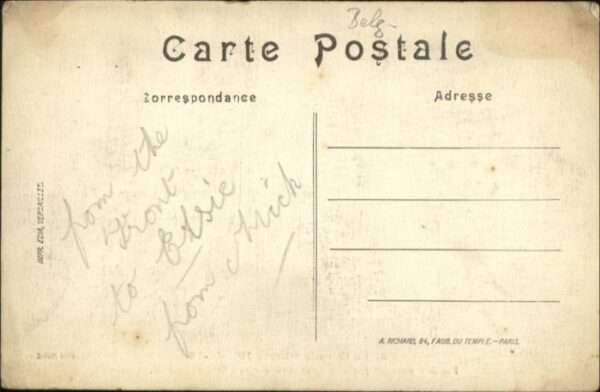 Belg-
Carte Postale
Correspondance
Adresse
from the
Front
to Elsie
from Chick
A. RICHARD, 84, FAUB. DU TEMPLE.—PARIS.